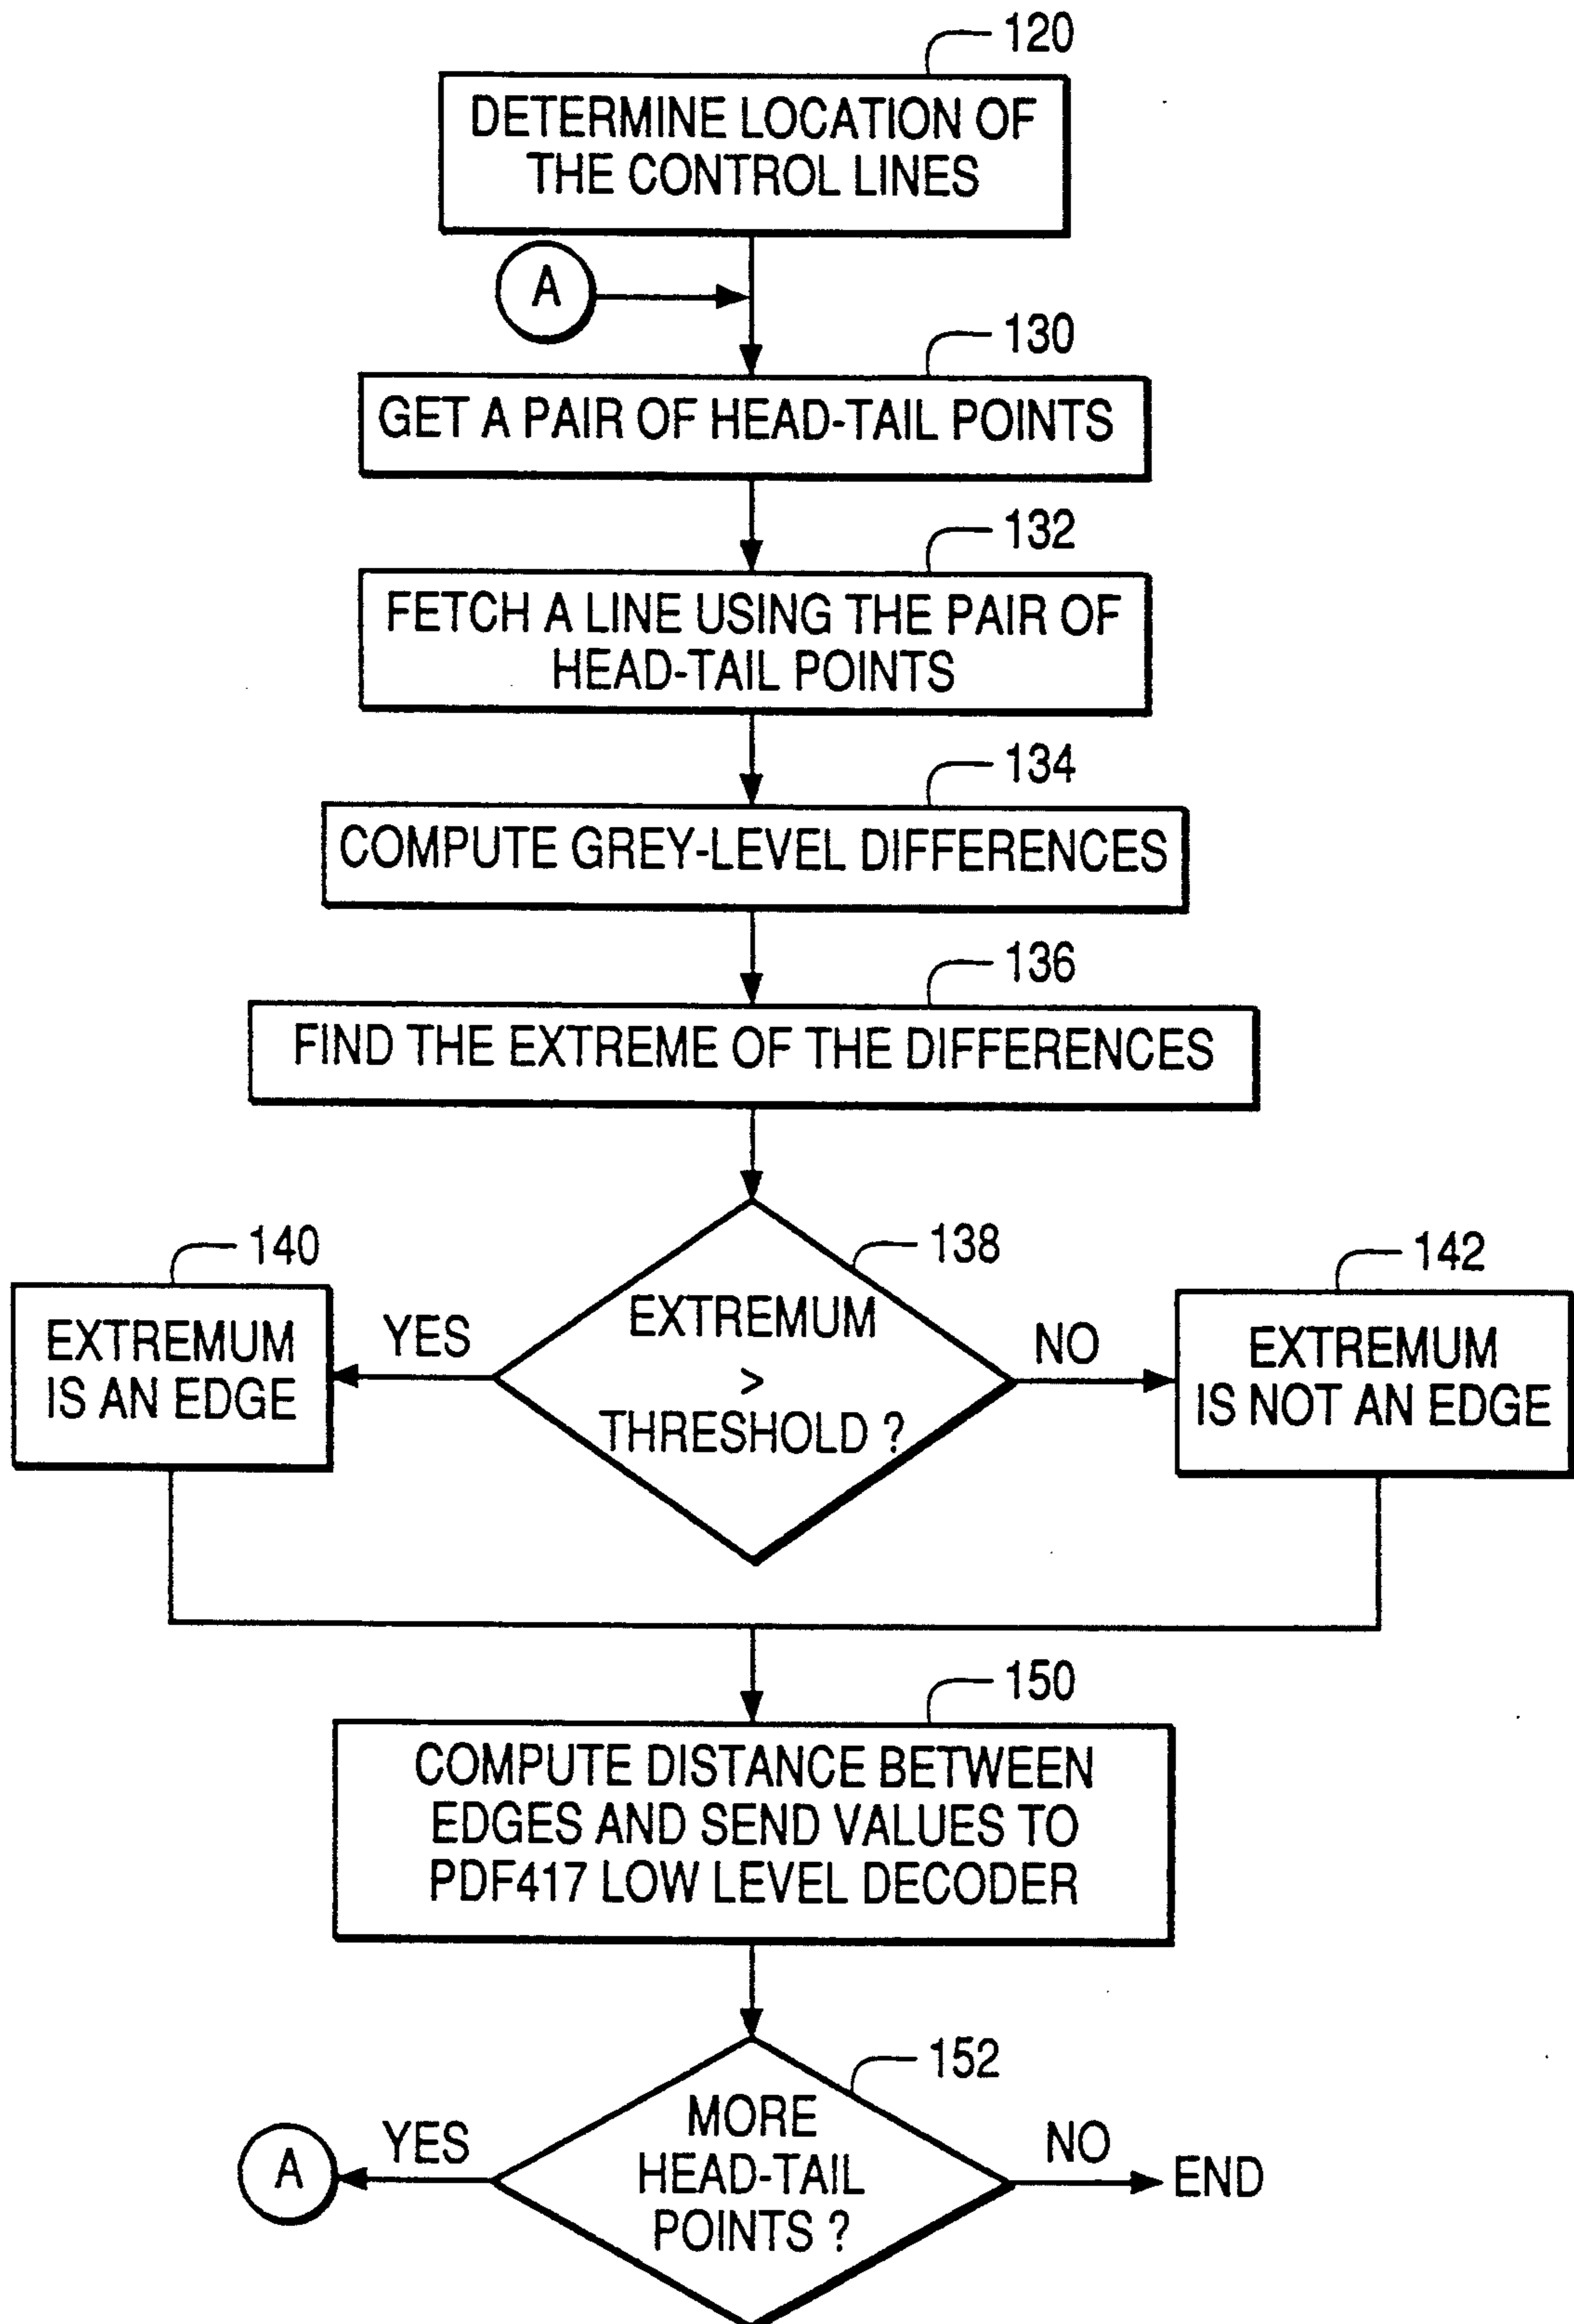 120
DETERMINE LOCATION OF
THE CONTROL LINES
A
130
GET A PAIR OF HEAD-TAIL POINTS
132
FETCH A LINE USING THE PAIR OF
HEAD-TAIL POINTS
134
COMPUTE GREY-LEVEL DIFFERENCES
136
FIND THE EXTREME OF THE DIFFERENCES
140
138
142
EXTREMUM
IS AN EDGE
YES
EXTREMUM
>
THRESHOLD ?
NO
EXTREMUM
IS NOT AN EDGE
150
COMPUTE DISTANCE BETWEEN
EDGES AND SEND VALUES TO
PDF417 LOW LEVEL DECODER
152
A
YES
MORE
HEAD-TAIL
POINTS ?
NO
END